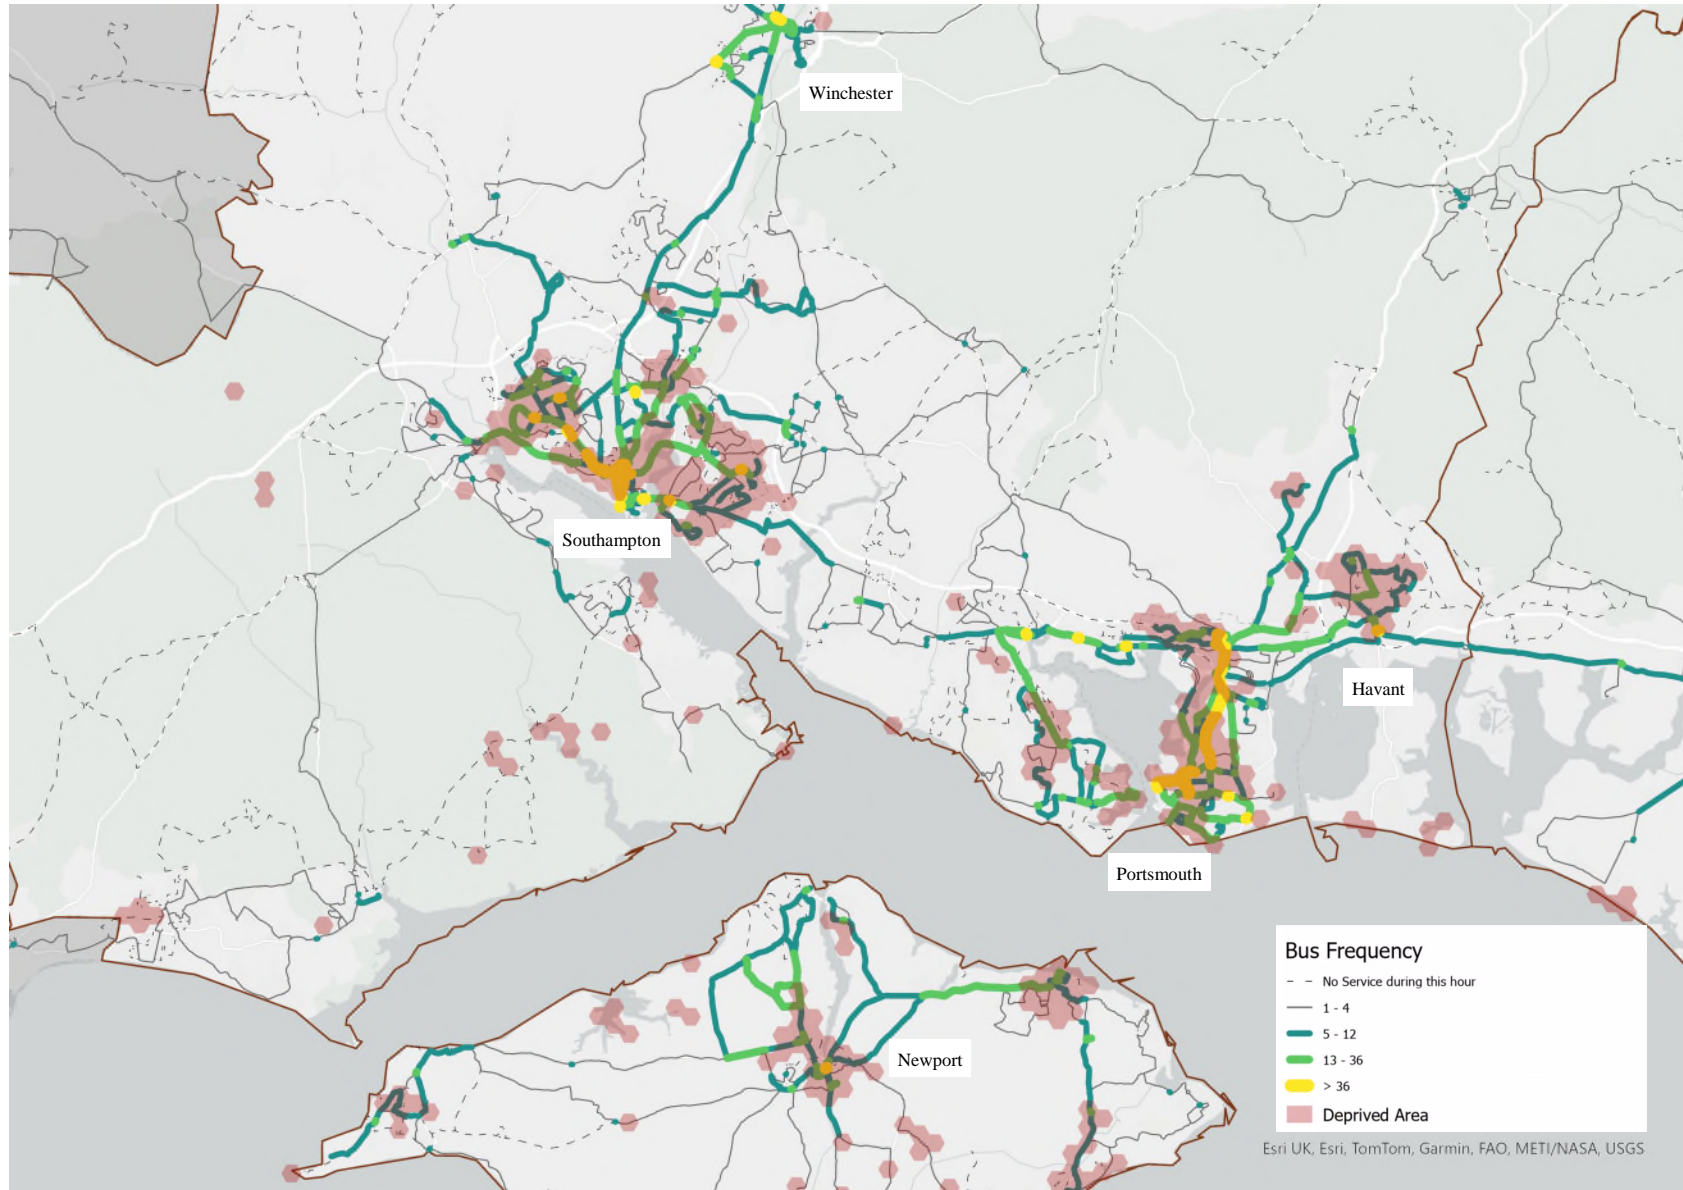 Winchester
Southampton
Havant
Portsmouth
Newport
Bus Frequency
No Service during this hour
1 - 4
5 - 12
13 - 36
> 36
Deprived Area
Esri UK, Esri, TomTom, Garmin, FAO, METI/NASA, USGS